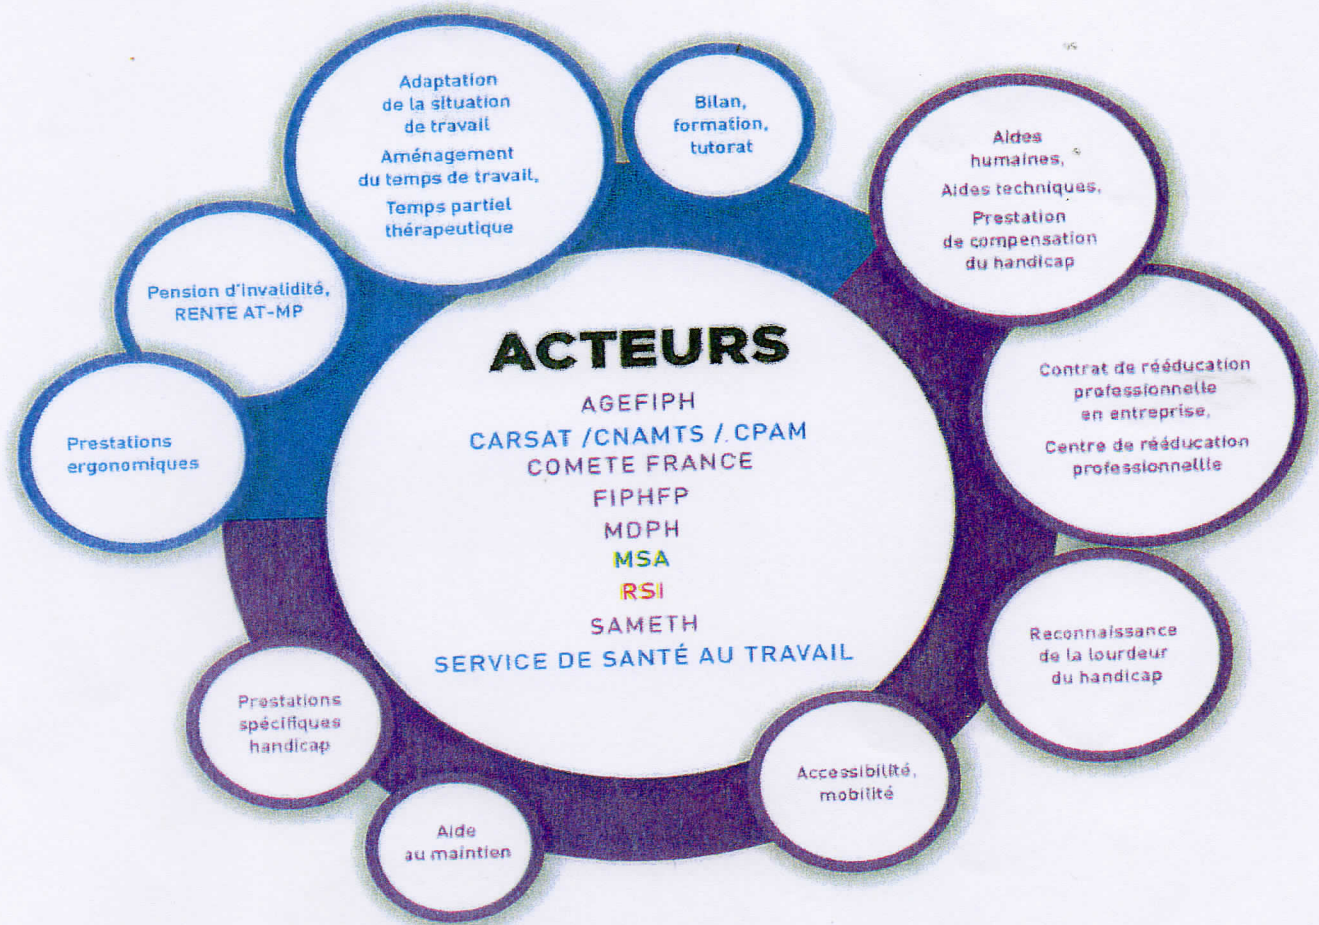 Adaptation
de la situation
de travail
Aménagement
du temps de travail,
Temps partiel
thérapeutique
Bilan,
formation,
tutorat
Aides
humaines,
Aides techniques,
Prestation
de compensation
du handicap
Pension d'invalidité,
RENTE AT-MP
Prestations
ergonomiques
ACTEURS
AGEFIPH
CARSAT /CNAMTS / CPAM
COMETE FRANCE
FIPHFP
MDPH
MSA
RSI
SAMETH
SERVICE DE SANTÉ AU TRAVAIL
Contrat de rééducation
professionnelle
en entreprise,
Centre de rééducation
professionnellle
Reconnaissance
de la lourdeur
du handicap
Prestations
spécifiques
handicap
Accessibilité,
mobilité
Aide
au maintien